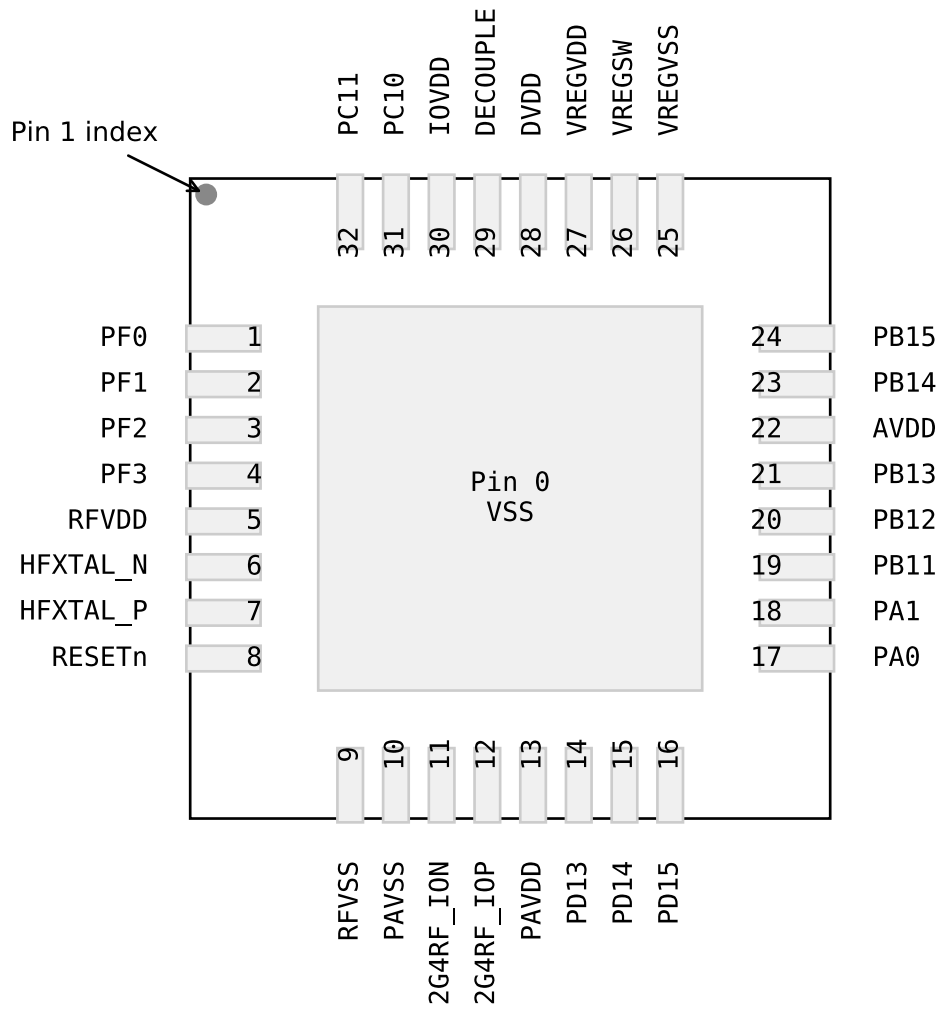 PC11
PC10
IOVDD
DECOUPLE
DVDD
VREGVDD
VREGSW
VREGVSS
Pin 1 index
32
31
30
29
28
27
26
25
PF0 1
PF1 2
PF2 3
PF3 4
RFVDD 5
HFXTAL_N 6
HFXTAL_P 7
RESETn 8
Pin 0
VSS
24 PB15
23 PB14
22 AVDD
21 PB13
20 PB12
19 PB11
18 PA1
17 PA0
9
10
11
12
13
14
15
16
RFVSS
PAVSS
2G4RF_ION
2G4RF_IOP
PAVDD
PD13
PD14
PD15